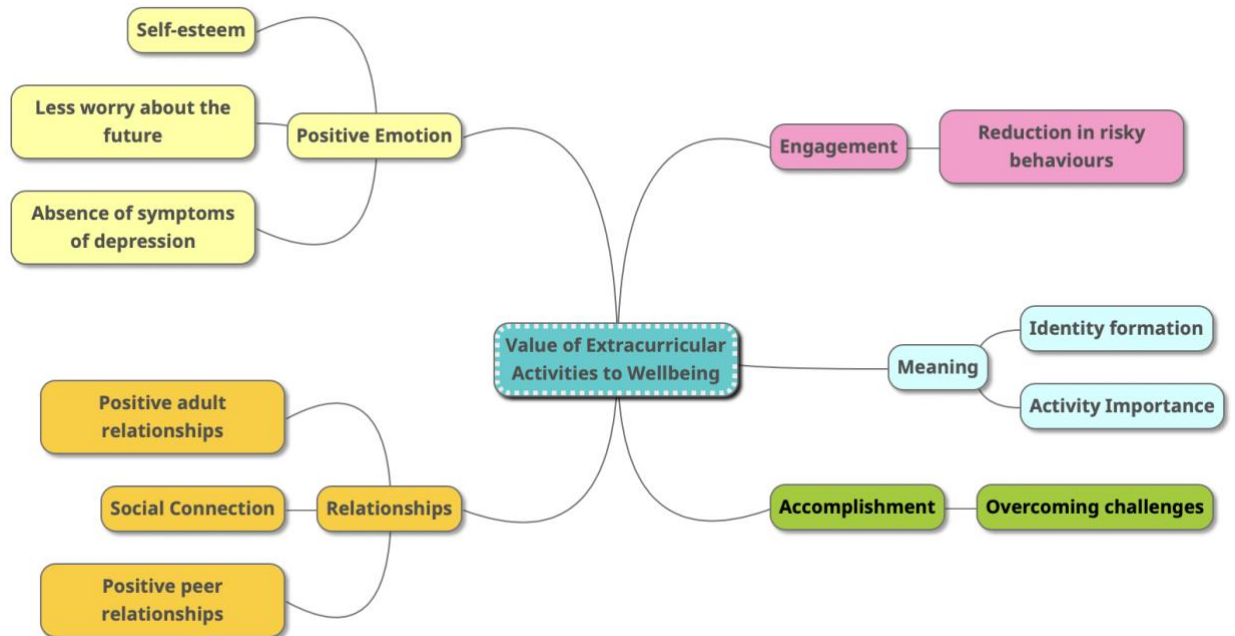 Self-esteem
Less worry about the
future
Positive Emotion
Absence of symptoms
of depression
Engagement
Reduction in risky
behaviours
Value of Extracurricular
Activities to Wellbeing
Meaning
Identity formation
Activity Importance
Positive adult
relationships
Social Connection
Relationships
Positive peer
relationships
Accomplishment
Overcoming challenges